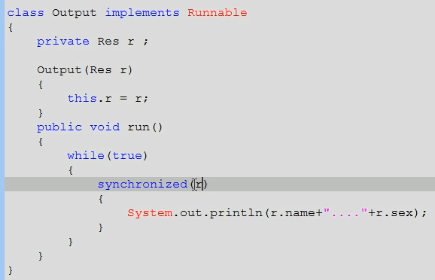 class Output implements Runnable
{
private Res r ;
Output(Res r)
{
this.r = r;
}
public void run()
{
while(true)
{
synchronized(r)
{
System.out.println(r.name+"...."+r.sex);
}
}
}
}